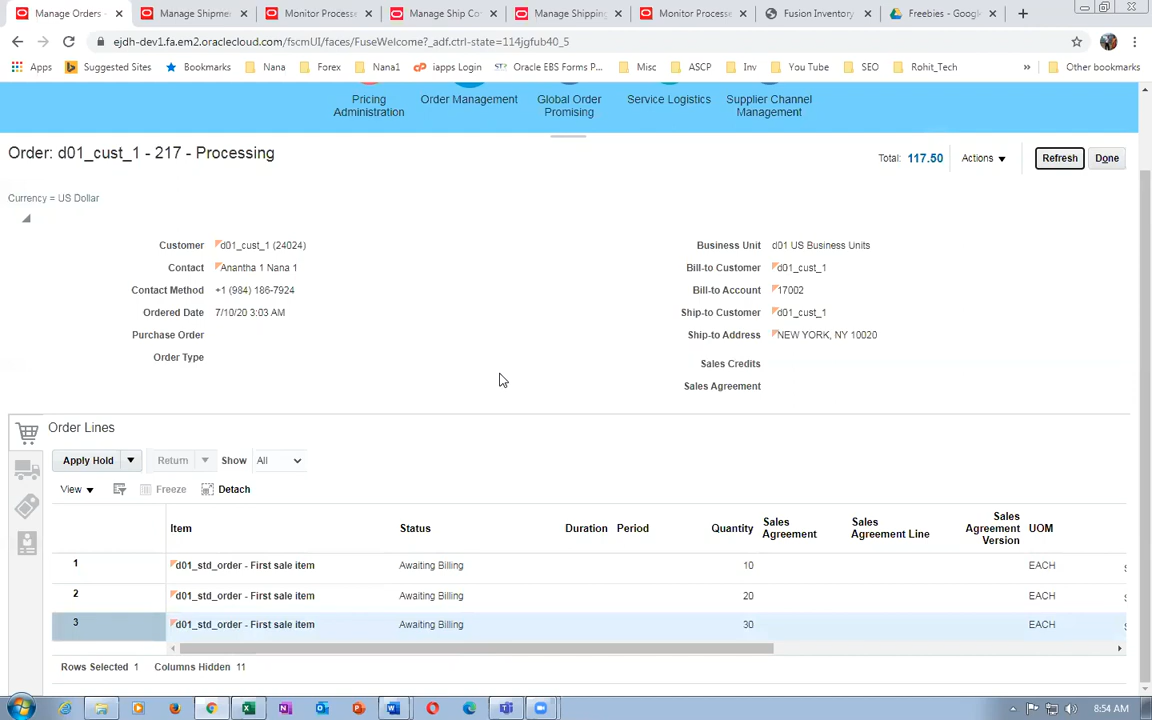 Manage Orders -
Manage Shipme
Order Processe
Manage Ship Co
Manage Shipping
Monitor Processe
Fusion Inventory
Freebies - Googl
ejdh-dev1.fa.em2.oraclecloud.com/fscmUI/faces/FuseWelcome?_adf.ctrl-state=114jgfub40_5
Apps Suggested Sites Bookmarks Nana Forex Nana1 iapps Login Oracle EBS Forms P... Misc ASCP Inv You Tube SEO Rohit_Tech » Other bookmarks
Pricing Administration
Order Management
Global Order Promising
Service Logistics
Supplier Channel Management
Order: d01_cust_1 - 217 - Processing
Total: 117.50 Actions Refresh Done
Currency = US Dollar
Customer d01_cust_1 (24024)
Contact Anantha 1 Nana 1
Contact Method +1 (984) 186-7924
Ordered Date 7/10/20 3:03 AM
Purchase Order
Order Type
Business Unit d01 US Business Units
Bill-to Customer d01_cust_1
Bill-to Account 17002
Ship-to Customer d01_cust_1
Ship-to Address NEW YORK, NY 10020
Sales Credits
Sales Agreement
Order Lines
Apply Hold Return Show All
View Freeze Detach
Item Status Duration Period Quantity Sales Agreement Sales Agreement Line Sales Agreement Version UOM
1 d01_std_order - First sale item Awaiting Billing 10 EACH
2 d01_std_order - First sale item Awaiting Billing 20 EACH
3 d01_std_order - First sale item Awaiting Billing 30 EACH
Rows Selected 1 Columns Hidden 11
8:54 AM